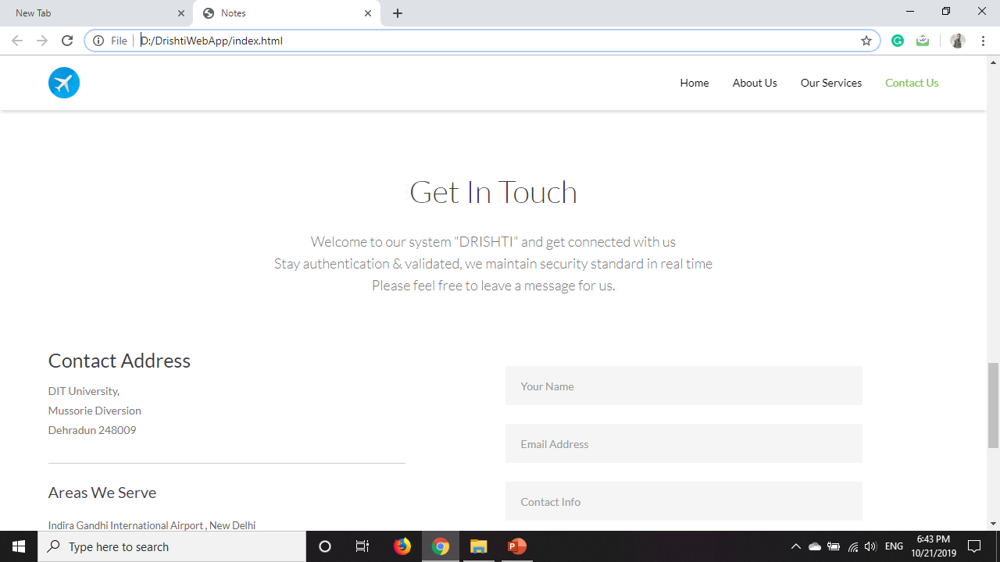 New Tab
Notes
File
D:/DrishtiWebApp/index.html
Home About Us Our Services Contact Us
Get In Touch
Welcome to our system "DRISHTI" and get connected with us
Stay authentication & validated, we maintain security standard in real time
Please feel free to leave a message for us.
Contact Address
DIT University,
Mussorie Diversion
Dehradun 248009
Areas We Serve
Indira Gandhi International Airport , New Delhi
Your Name
Email Address
Contact Info
Type here to search
ENG
6:43 PM
10/21/2019